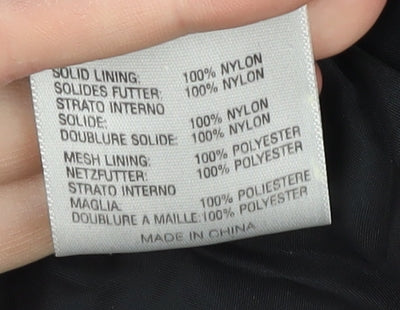 SOLID LINING: 100% NYLON
SOLIDES FUTTER: 100% NYLON
STRATO INTERNO
SOLIDE: 100% NYLON
DOUBLURE SOLIDE: 100% NYLON
MESH LINING: 100% POLYESTER
NETZFUTTER: 100% POLYESTER
STRATO INTERNO
MAGLIA: 100% POLIESTERE
DOUBLURE A MAILLE: 100% POLYESTER
MADE IN CHINA